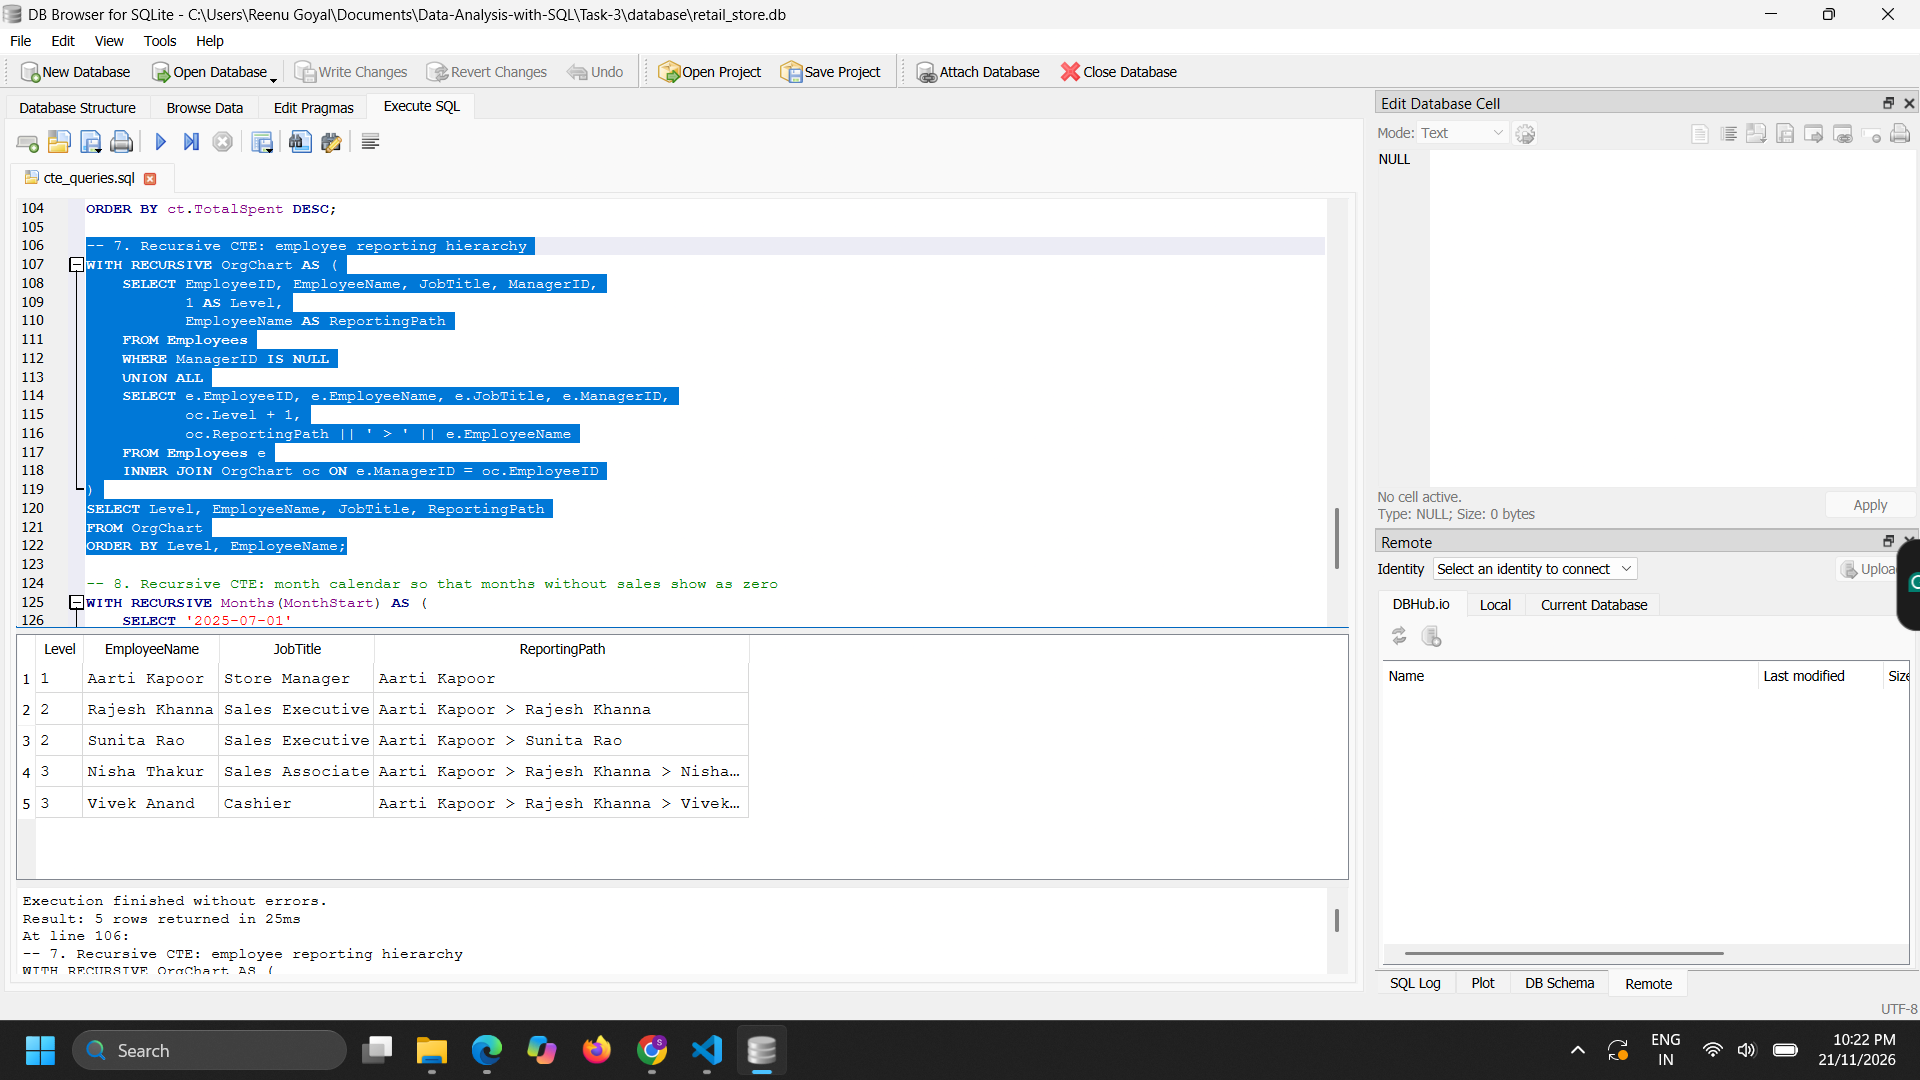 DB Browser for SQLite - C:\Users\Reenu Goyal\Documents\Data-Analysis-with-SQL\Task-3\database\retail_store.db
File Edit View Tools Help
New Database Open Database Write Changes Revert Changes Undo Open Project Save Project Attach Database Close Database
Database Structure Browse Data Edit Pragmas Execute SQL
cte_queries.sql
104 ORDER BY ct.TotalSpent DESC;
105
106 -- 7. Recursive CTE: employee reporting hierarchy
107 WITH RECURSIVE OrgChart AS (
108 SELECT EmployeeID, EmployeeName, JobTitle, ManagerID,
109 1 AS Level,
110 EmployeeName AS ReportingPath
111 FROM Employees
112 WHERE ManagerID IS NULL
113 UNION ALL
114 SELECT e.EmployeeID, e.EmployeeName, e.JobTitle, e.ManagerID,
115 oc.Level + 1,
116 oc.ReportingPath || ' > ' || e.EmployeeName
117 FROM Employees e
118 INNER JOIN OrgChart oc ON e.ManagerID = oc.EmployeeID
119 )
120 SELECT Level, EmployeeName, JobTitle, ReportingPath
121 FROM OrgChart
122 ORDER BY Level, EmployeeName;
123
124 -- 8. Recursive CTE: month calendar so that months without sales show as zero
125 WITH RECURSIVE Months(MonthStart) AS (
126 SELECT '2025-07-01'
Level EmployeeName JobTitle ReportingPath
1 1 Aarti Kapoor Store Manager Aarti Kapoor
2 2 Rajesh Khanna Sales Executive Aarti Kapoor > Rajesh Khanna
3 2 Sunita Rao Sales Executive Aarti Kapoor > Sunita Rao
4 3 Nisha Thakur Sales Associate Aarti Kapoor > Rajesh Khanna > Nisha...
5 3 Vivek Anand Cashier Aarti Kapoor > Rajesh Khanna > Vivek...
Execution finished without errors.
Result: 5 rows returned in 25ms
At line 106:
-- 7. Recursive CTE: employee reporting hierarchy
WITH RECURSIVE OrgChart AS (
Edit Database Cell
Mode: Text
NULL
No cell active.
Type: NULL; Size: 0 bytes
Apply
Remote
Identity Select an identity to connect Uploa
DBHub.io Local Current Database
Name Last modified Size
SQL Log Plot DB Schema Remote
UTF-8
Search
ENG
IN
10:22 PM
21/11/2026